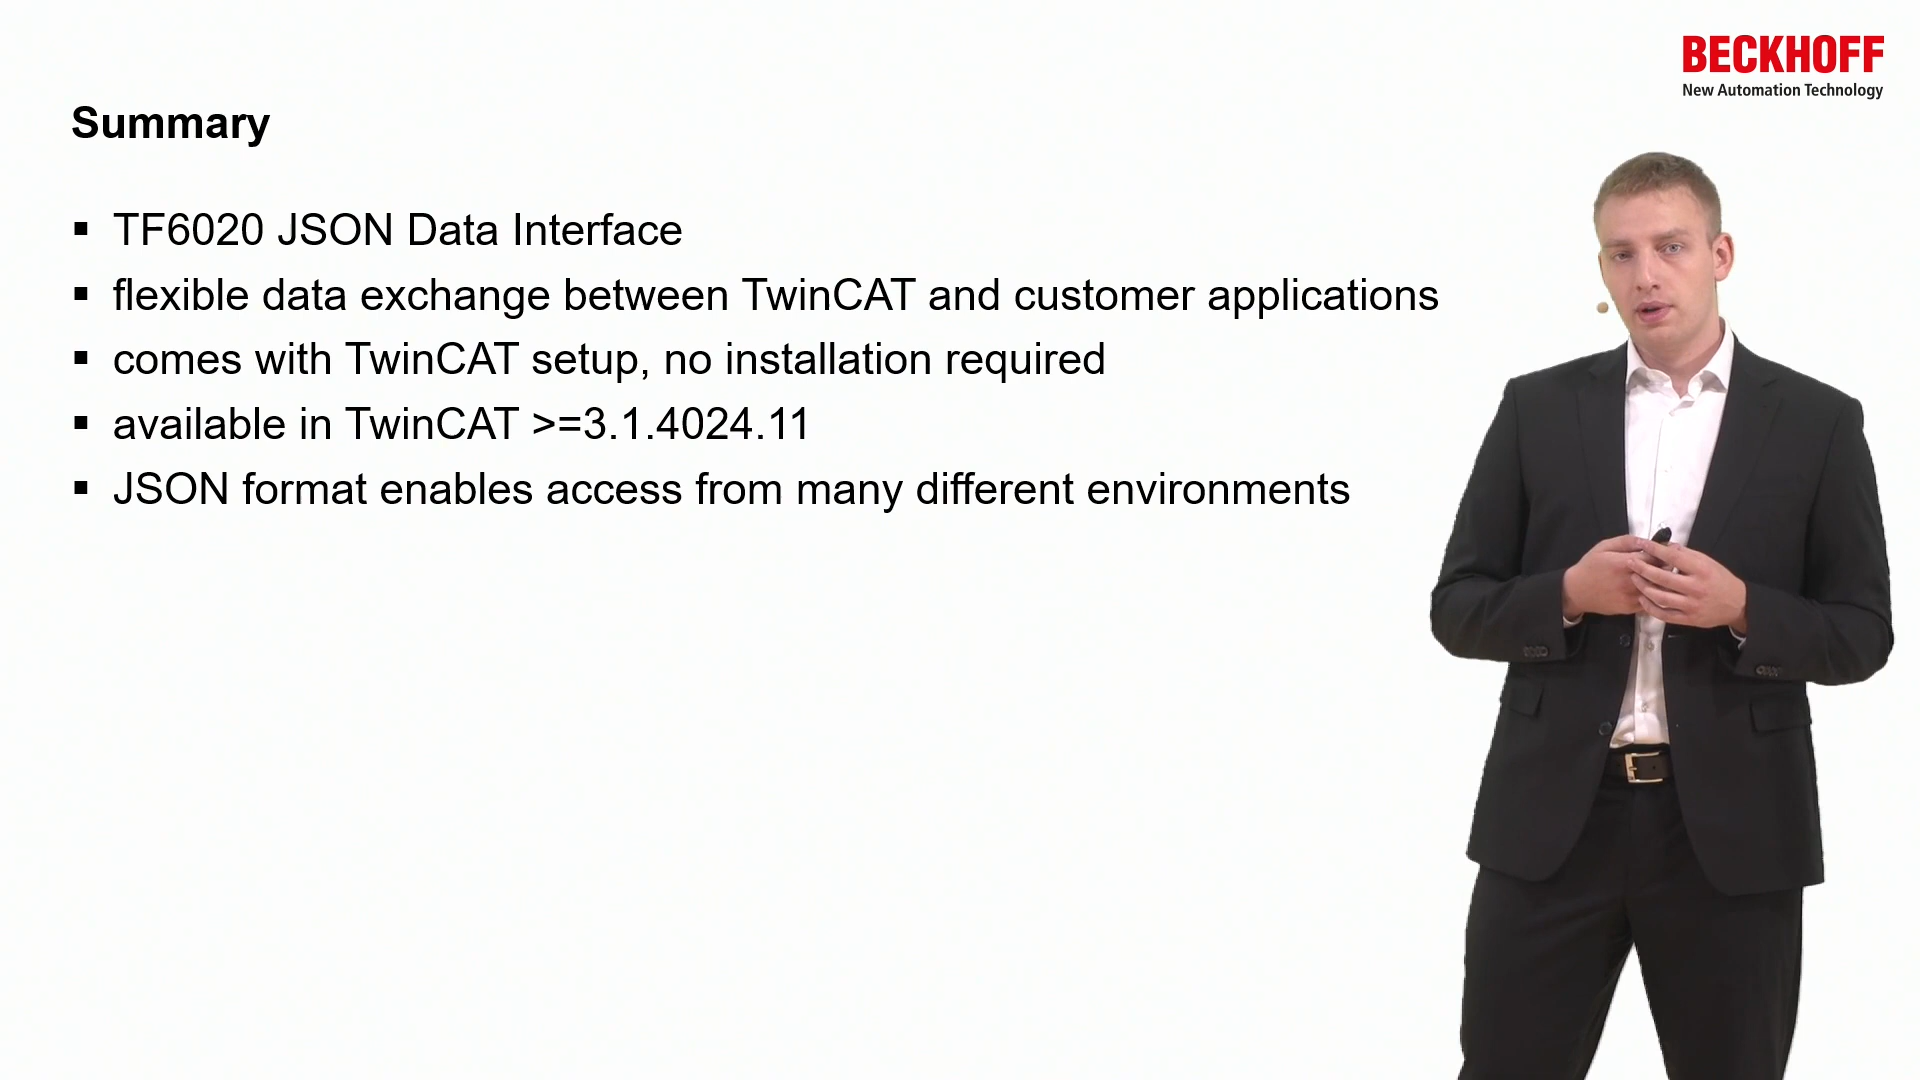 BECKHOFF
New Automation Technology
Summary
▪ TF6020 JSON Data Interface
▪ flexible data exchange between TwinCAT and customer applications
▪ comes with TwinCAT setup, no installation required
▪ available in TwinCAT >=3.1.4024.11
▪ JSON format enables access from many different environments